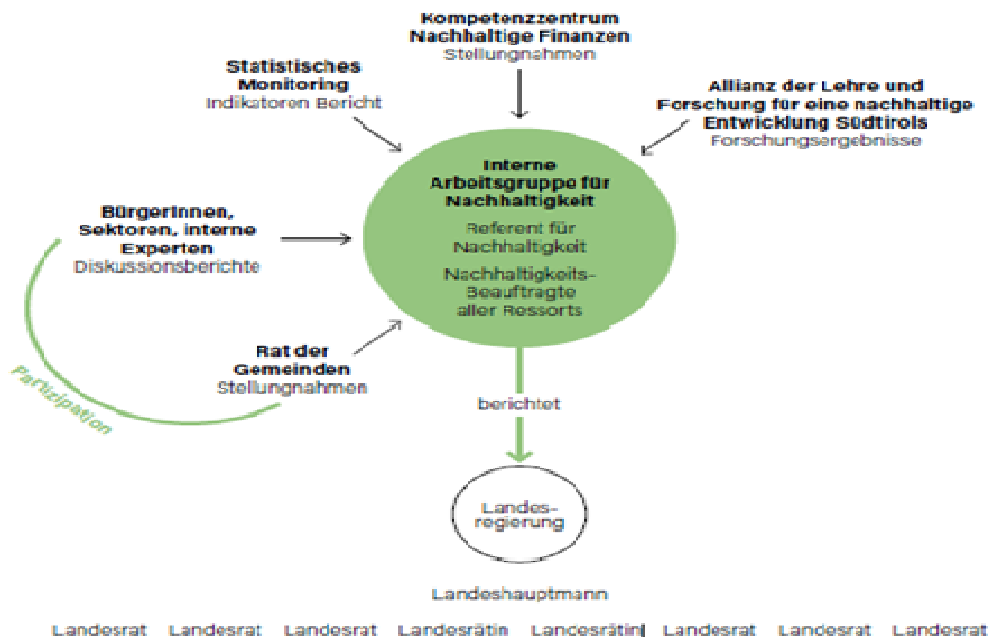 Kompetenzzentrum
Nachhaltige Finanzen
Stellungnahmen
Statistisches
Monitoring
Indikatoren Bericht
Allianz der Lehre und
Forschung für eine nachhaltige
Entwicklung Südtirols
Forschungsergebnisse
Interne
Arbeitsgruppe für
Nachhaltigkeit
Referent für
Nachhaltigkeit
Nachhaltigkeits-
Beauftragte
aller Ressorts
BürgerInnen,
Sektoren, interne
Experten
Diskussionsberichte
Rat der
Gemeinden
Stellungnahmen
Partizipation
berichtet
Landes-
regierung
Landeshauptmann
Landesrat Landesrat Landesrat Landesrätin Landesrätin Landesrat Landesrat Landesrat